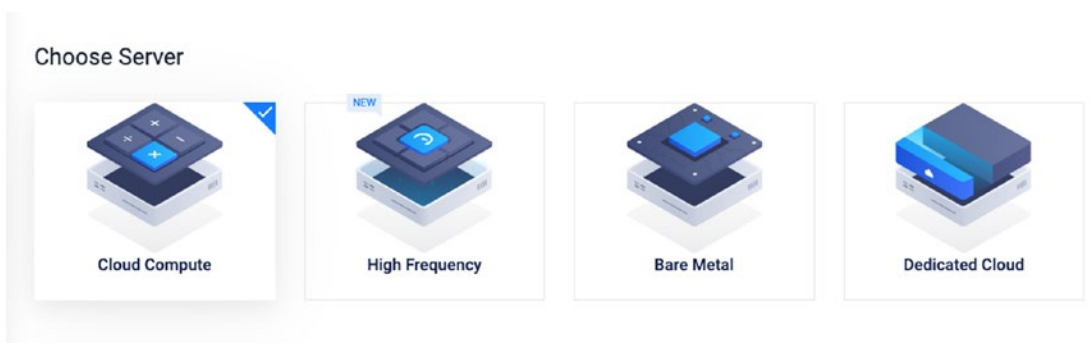 Choose Server
NEW
Cloud Compute
High Frequency
Bare Metal
Dedicated Cloud